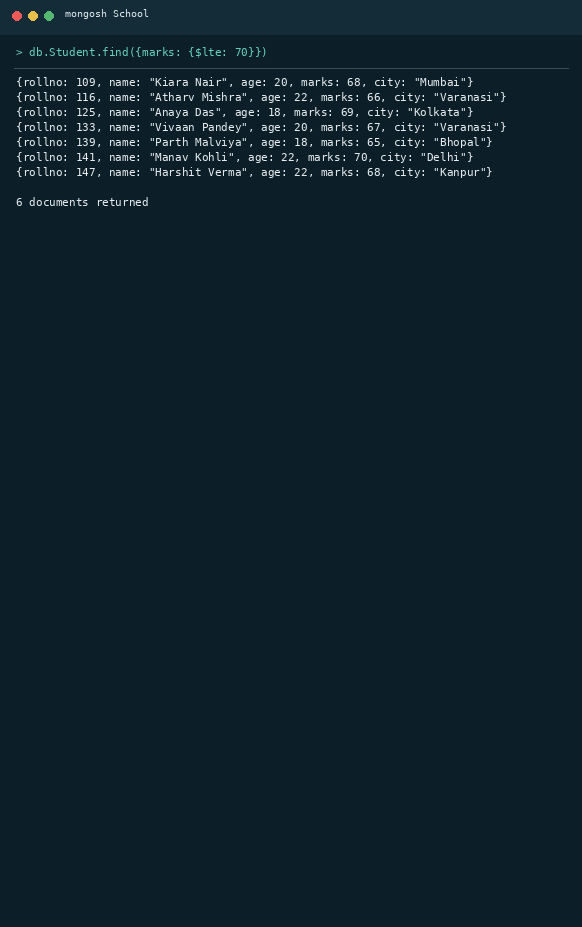 mongosh School
> db.Student.find({marks: {$lte: 70}})
{rollno: 109, name: "Kiara Nair", age: 20, marks: 68, city: "Mumbai"}
{rollno: 116, name: "Atharv Mishra", age: 22, marks: 66, city: "Varanasi"}
{rollno: 125, name: "Anaya Das", age: 18, marks: 69, city: "Kolkata"}
{rollno: 133, name: "Vivaan Pandey", age: 20, marks: 67, city: "Varanasi"}
{rollno: 139, name: "Parth Malviya", age: 18, marks: 65, city: "Bhopal"}
{rollno: 141, name: "Manav Kohli", age: 22, marks: 70, city: "Delhi"}
{rollno: 147, name: "Harshit Verma", age: 22, marks: 68, city: "Kanpur"}
6 documents returned